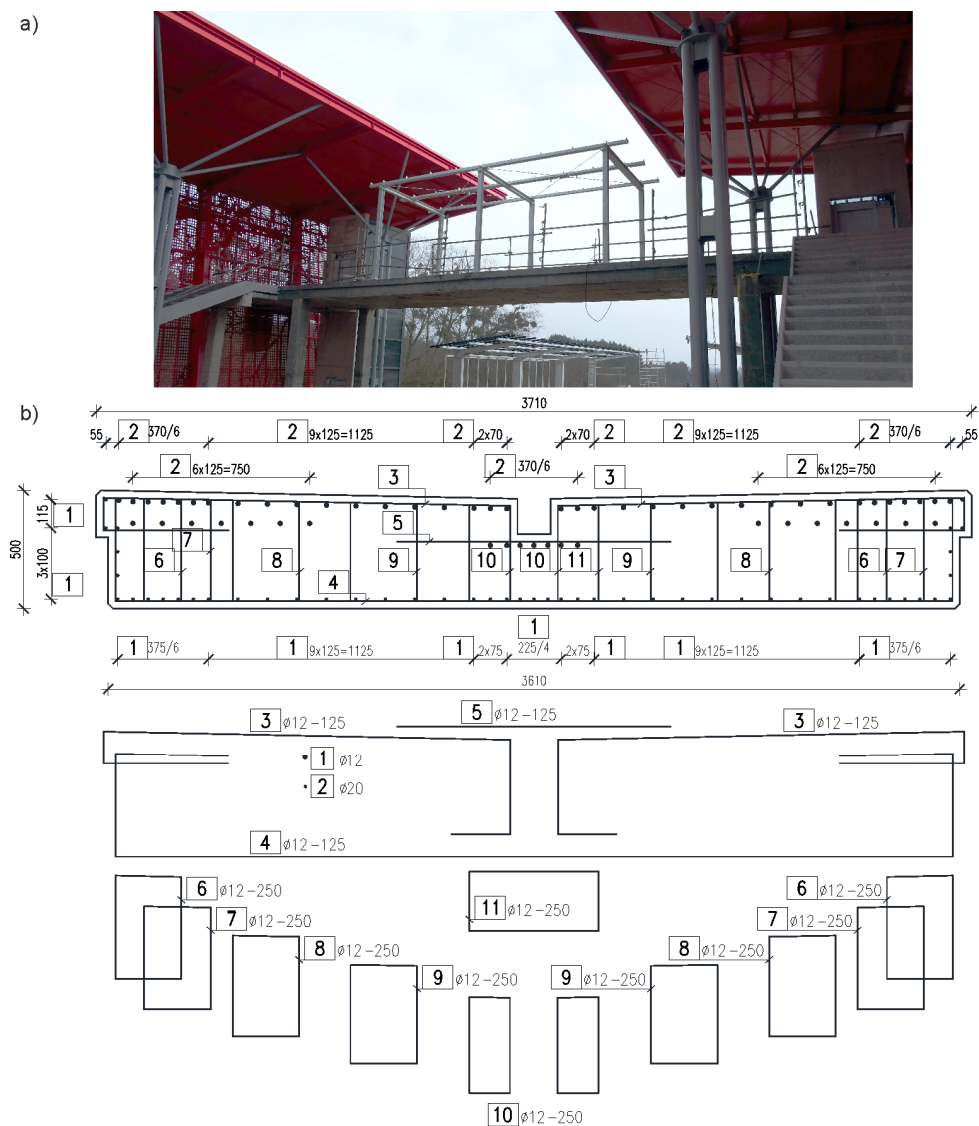 a)
b)
3710
55 2 370/6 2 9x125=1125 2 2x70 2x70 2 2 9x125=1125 2 370/6 55
2 6x125=750 2 370/6 2 6x125=750
3 3
1 115
5
7
500
6 8 9 10 10 11 9 8 6 7
3x100
4
1
1
1 375/6 1 9x125=1125 1 2x75 225/4 2x75 1 1 9x125=1125 1 375/6
3610
3 ø12-125 5 ø12-125 3 ø12-125
1 ø12
2 ø20
4 ø12-125
6 ø12-250 6 ø12-250
11 ø12-250
7 ø12-250 7 ø12-250
8 ø12-250 8 ø12-250
9 ø12-250 9 ø12-250
10 ø12-250